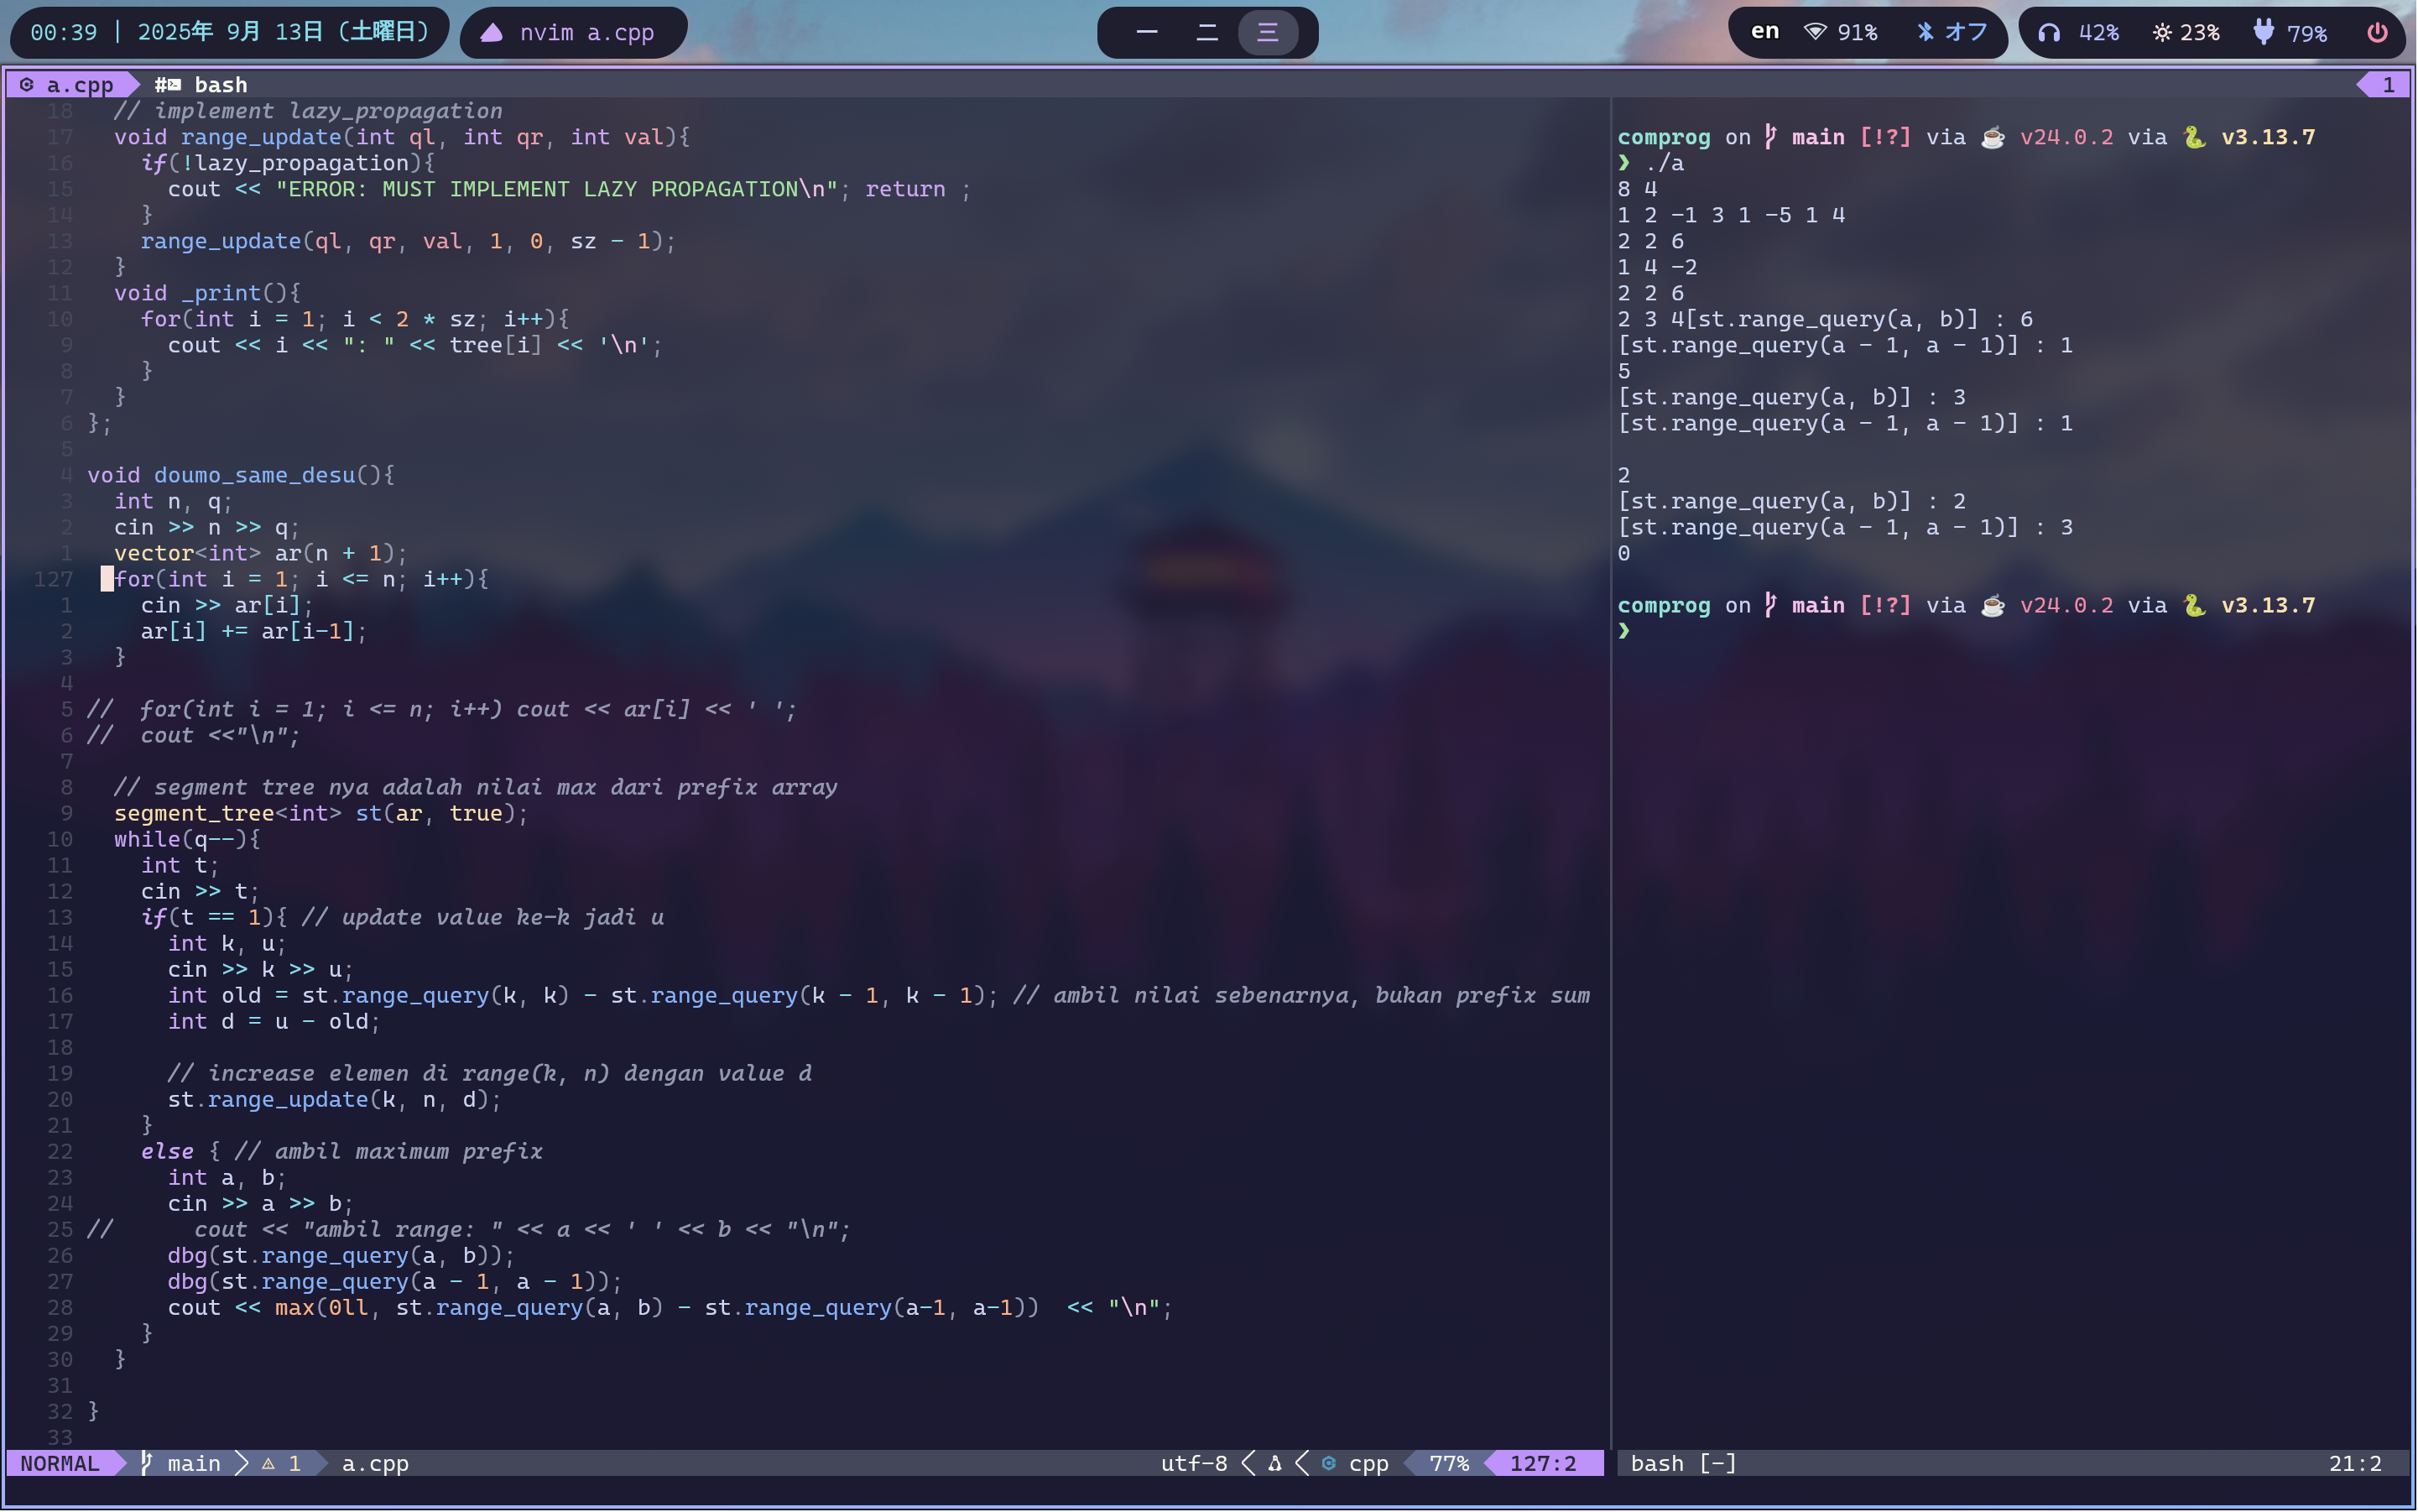 00:39 | 2025年 9月 13日 (土曜日)
nvim a.cpp
一 二 三
en 91% オフ 42% 23% 79%
a.cpp # bash 1
18   // implement lazy_propagation
17   void range_update(int ql, int qr, int val){
16     if(!lazy_propagation){
15       cout << "ERROR: MUST IMPLEMENT LAZY PROPAGATION\n"; return ;
14     }
13     range_update(ql, qr, val, 1, 0, sz - 1);
12   }
11   void _print(){
10     for(int i = 1; i < 2 * sz; i++){
9       cout << i << ": " << tree[i] << '\n';
8     }
7   }
6 };
5
4 void doumo_same_desu(){
3   int n, q;
2   cin >> n >> q;
1   vector<int> ar(n + 1);
127   for(int i = 1; i <= n; i++){
1     cin >> ar[i];
2     ar[i] += ar[i-1];
3   }
4
5 //  for(int i = 1; i <= n; i++) cout << ar[i] << ' ';
6 //  cout <<"\n";
7
8   // segment tree nya adalah nilai max dari prefix array
9   segment_tree<int> st(ar, true);
10   while(q--){
11     int t;
12     cin >> t;
13     if(t == 1){ // update value ke-k jadi u
14       int k, u;
15       cin >> k >> u;
16       int old = st.range_query(k, k) - st.range_query(k - 1, k - 1); // ambil nilai sebenarnya, bukan prefix sum
17       int d = u - old;
18
19       // increase elemen di range(k, n) dengan value d
20       st.range_update(k, n, d);
21     }
22     else { // ambil maximum prefix
23       int a, b;
24       cin >> a >> b;
25 //      cout << "ambil range: " << a << ' ' << b << "\n";
26       dbg(st.range_query(a, b));
27       dbg(st.range_query(a - 1, a - 1));
28       cout << max(0ll, st.range_query(a, b) - st.range_query(a-1, a-1))  << "\n";
29     }
30   }
31
32 }
33
NORMAL main 1 a.cpp utf-8 cpp 77% 127:2
comprog on main [!?] via ☕ v24.0.2 via 🐍 v3.13.7
❯ ./a
8 4
1 2 -1 3 1 -5 1 4
2 2 6
1 4 -2
2 2 6
2 3 4[st.range_query(a, b)] : 6
[st.range_query(a - 1, a - 1)] : 1
5
[st.range_query(a, b)] : 3
[st.range_query(a - 1, a - 1)] : 1
2
[st.range_query(a, b)] : 2
[st.range_query(a - 1, a - 1)] : 3
0
comprog on main [!?] via ☕ v24.0.2 via 🐍 v3.13.7
❯
bash [-] 21:2